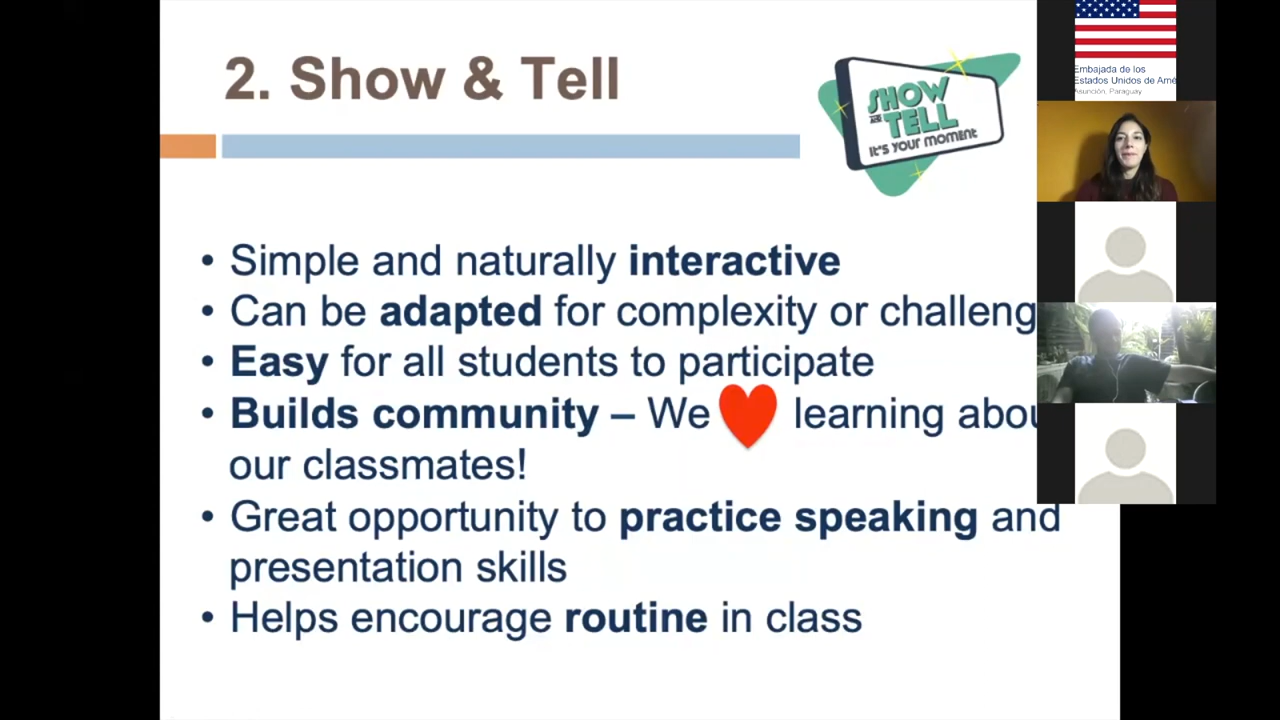 2. Show & Tell
SHOW
AND
TELL
IT'S YOUR MOMENT
• Simple and naturally interactive
• Can be adapted for complexity or challeng
• Easy for all students to participate
• Builds community – We ❤ learning abou
our classmates!
• Great opportunity to practice speaking and
presentation skills
• Helps encourage routine in class
Embajada de los
Estados Unidos de Amé
Asunción, Paraguay